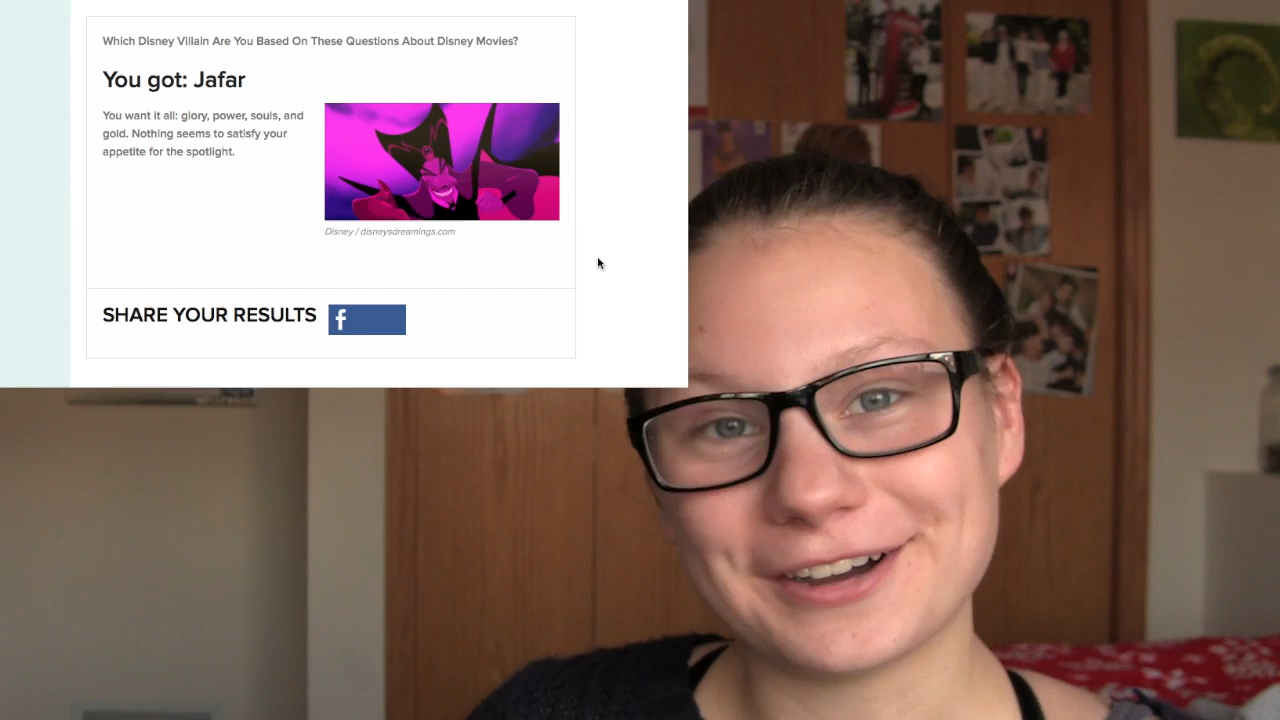 Which Disney Villain Are You Based On These Questions About Disney Movies?
You got: Jafar
You want it all: glory, power, souls, and
gold. Nothing seems to satisfy your
appetite for the spotlight.
Disney / disneysdreamings.com
SHARE YOUR RESULTS
f